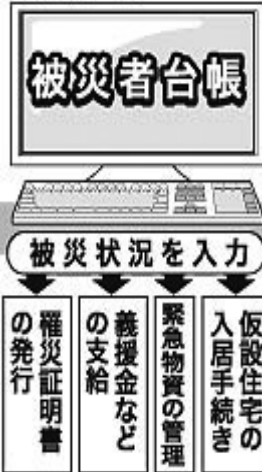 被災者台帳
被災状況を入力
仮設住宅の
入居手続き
緊急物資の管理
義援金など
の支給
罹災証明書
の発行